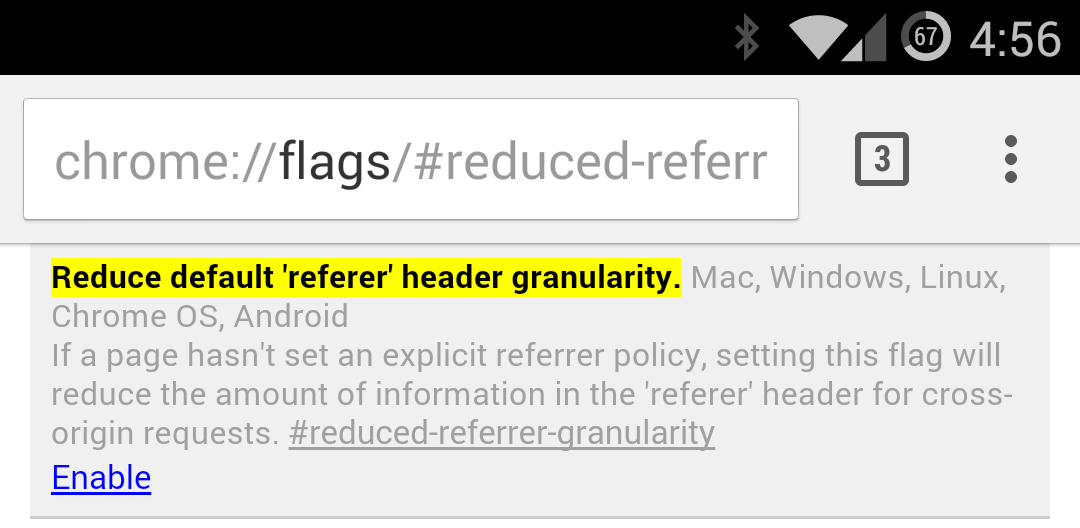 67 4:56
chrome://flags/#reduced-referr
3
Reduce default 'referer' header granularity. Mac, Windows, Linux,
Chrome OS, Android
If a page hasn't set an explicit referrer policy, setting this flag will
reduce the amount of information in the 'referer' header for cross-
origin requests. #reduced-referrer-granularity
Enable